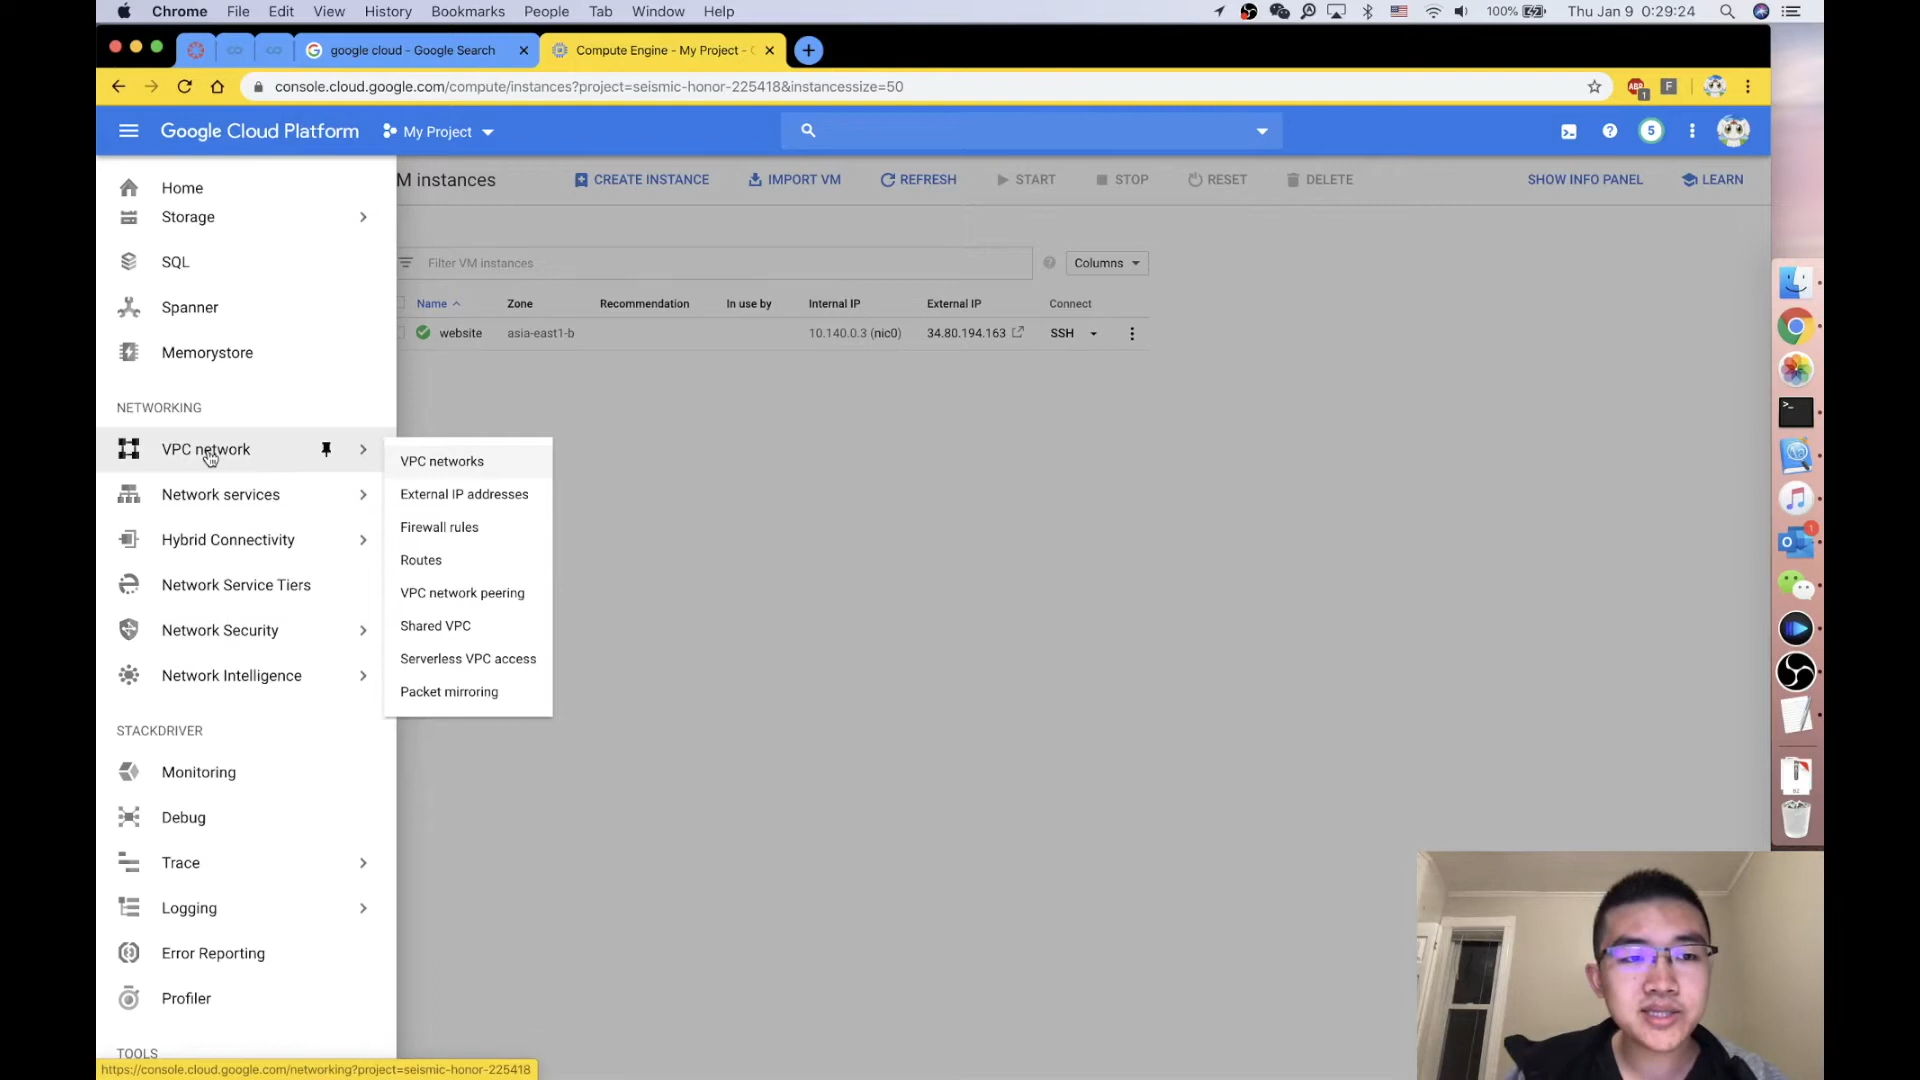 Chrome File Edit View History Bookmarks People Tab Window Help 100% Thu Jan 9 0:29:24
google cloud - Google Search Compute Engine - My Project -
console.cloud.google.com/compute/instances?project=seismic-honor-225418&instancessize=50
ABP 1 F
Google Cloud Platform My Project 5
M instances CREATE INSTANCE IMPORT VM REFRESH START STOP RESET DELETE SHOW INFO PANEL LEARN
Home
Storage
SQL
Spanner
Memorystore
Filter VM instances Columns
Name Zone Recommendation In use by Internal IP External IP Connect
website asia-east1-b 10.140.0.3 (nic0) 34.80.194.163 SSH
NETWORKING
VPC network
Network services
Hybrid Connectivity
Network Service Tiers
Network Security
Network Intelligence
VPC networks
External IP addresses
Firewall rules
Routes
VPC network peering
Shared VPC
Serverless VPC access
Packet mirroring
STACKDRIVER
Monitoring
Debug
Trace
Logging
Error Reporting
Profiler
TOOLS
https://console.cloud.google.com/networking?project=seismic-honor-225418
1